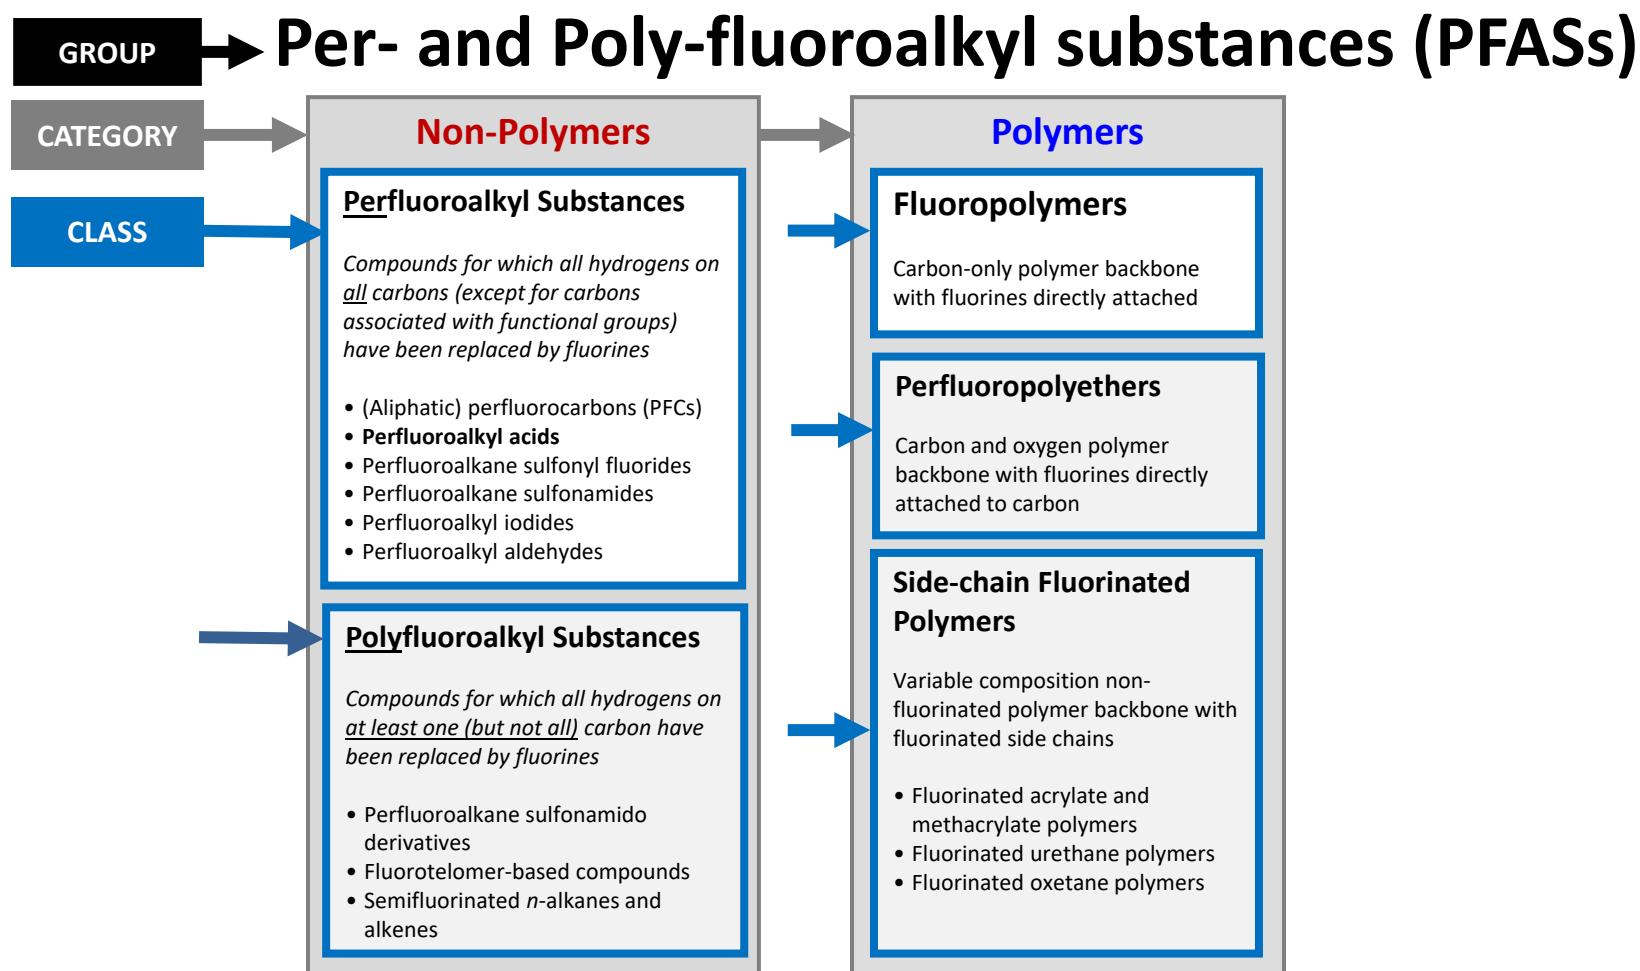 GROUP
Per- and Poly-fluoroalkyl substances (PFASs)
CATEGORY
Non-Polymers
Polymers
CLASS
Perfluoroalkyl Substances
Compounds for which all hydrogens on
all carbons (except for carbons
associated with functional groups)
have been replaced by fluorines
• (Aliphatic) perfluorocarbons (PFCs)
• Perfluoroalkyl acids
• Perfluoroalkane sulfonyl fluorides
• Perfluoroalkane sulfonamides
• Perfluoroalkyl iodides
• Perfluoroalkyl aldehydes
Polyfluoroalkyl Substances
Compounds for which all hydrogens on
at least one (but not all) carbon have
been replaced by fluorines
• Perfluoroalkane sulfonamido
derivatives
• Fluorotelomer-based compounds
• Semifluorinated n-alkanes and
alkenes
Fluoropolymers
Carbon-only polymer backbone
with fluorines directly attached
Perfluoropolyethers
Carbon and oxygen polymer
backbone with fluorines directly
attached to carbon
Side-chain Fluorinated
Polymers
Variable composition non-
fluorinated polymer backbone with
fluorinated side chains
• Fluorinated acrylate and
methacrylate polymers
• Fluorinated urethane polymers
• Fluorinated oxetane polymers